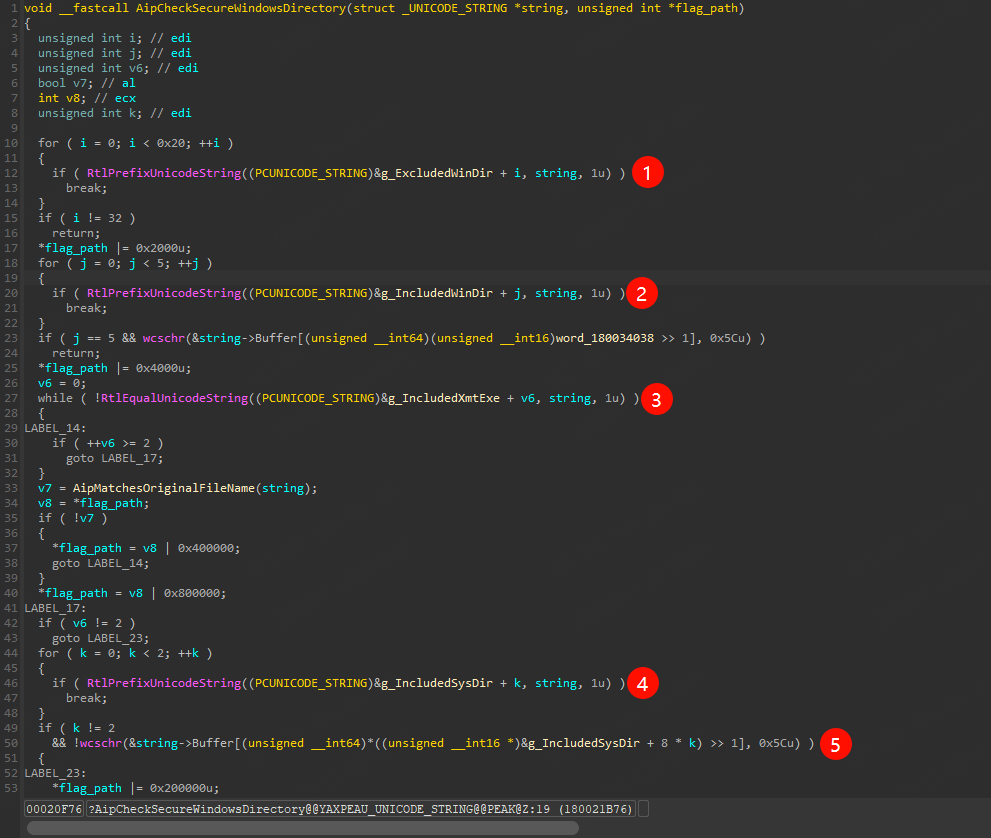 1 void __fastcall AipCheckSecureWindowsDirectory(struct _UNICODE_STRING *string, unsigned int *flag_path)
2 {
3 unsigned int i; // edi
4 unsigned int j; // edi
5 unsigned int v6; // edi
6 bool v7; // al
7 int v8; // ecx
8 unsigned int k; // edi
9
10 for ( i = 0; i < 0x20; ++i )
11 {
12 if ( RtlPrefixUnicodeString((PCUNICODE_STRING)&g_ExcludedWinDir + i, string, 1u) ) 1
13 break;
14 }
15 if ( i != 32 )
16 return;
17 *flag_path |= 0x2000u;
18 for ( j = 0; j < 5; ++j )
19 {
20 if ( RtlPrefixUnicodeString((PCUNICODE_STRING)&g_IncludedWinDir + j, string, 1u) ) 2
21 break;
22 }
23 if ( j == 5 && wcschr(&string->Buffer[(unsigned __int64)(unsigned __int16)word_180034038 >> 1], 0x5Cu) )
24 return;
25 *flag_path |= 0x4000u;
26 v6 = 0;
27 while ( !RtlEqualUnicodeString((PCUNICODE_STRING)&g_IncludedXmtExe + v6, string, 1u) ) 3
28 {
29 LABEL_14:
30 if ( ++v6 >= 2 )
31 goto LABEL_17;
32 }
33 v7 = AipMatchesOriginalFileName(string);
34 v8 = *flag_path;
35 if ( !v7 )
36 {
37 *flag_path = v8 | 0x400000;
38 goto LABEL_14;
39 }
40 *flag_path = v8 | 0x800000;
41 LABEL_17:
42 if ( v6 != 2 )
43 goto LABEL_23;
44 for ( k = 0; k < 2; ++k )
45 {
46 if ( RtlPrefixUnicodeString((PCUNICODE_STRING)&g_IncludedSysDir + k, string, 1u) ) 4
47 break;
48 }
49 if ( k != 2
50 && !wcschr(&string->Buffer[(unsigned __int64)*((unsigned __int16 *)&g_IncludedSysDir + 8 * k) >> 1], 0x5Cu) ) 5
51 {
52 LABEL_23:
53 *flag_path |= 0x200000u;
00020F76 ?AipCheckSecureWindowsDirectory@@YAXPEAU_UNICODE_STRING@@PEAK@Z:19 (180021B76)